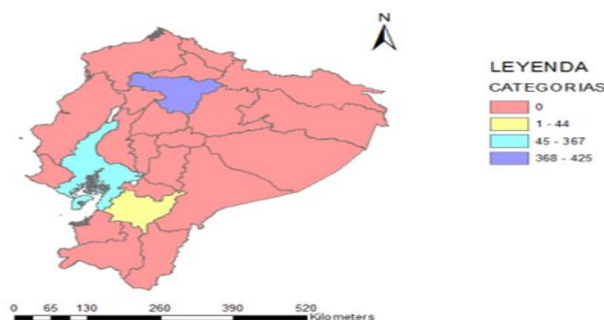 N
LEYENDA
CATEGORIAS
0
1 - 44
45 - 367
368 - 425
0 65 130 260 390 520
Kilometers